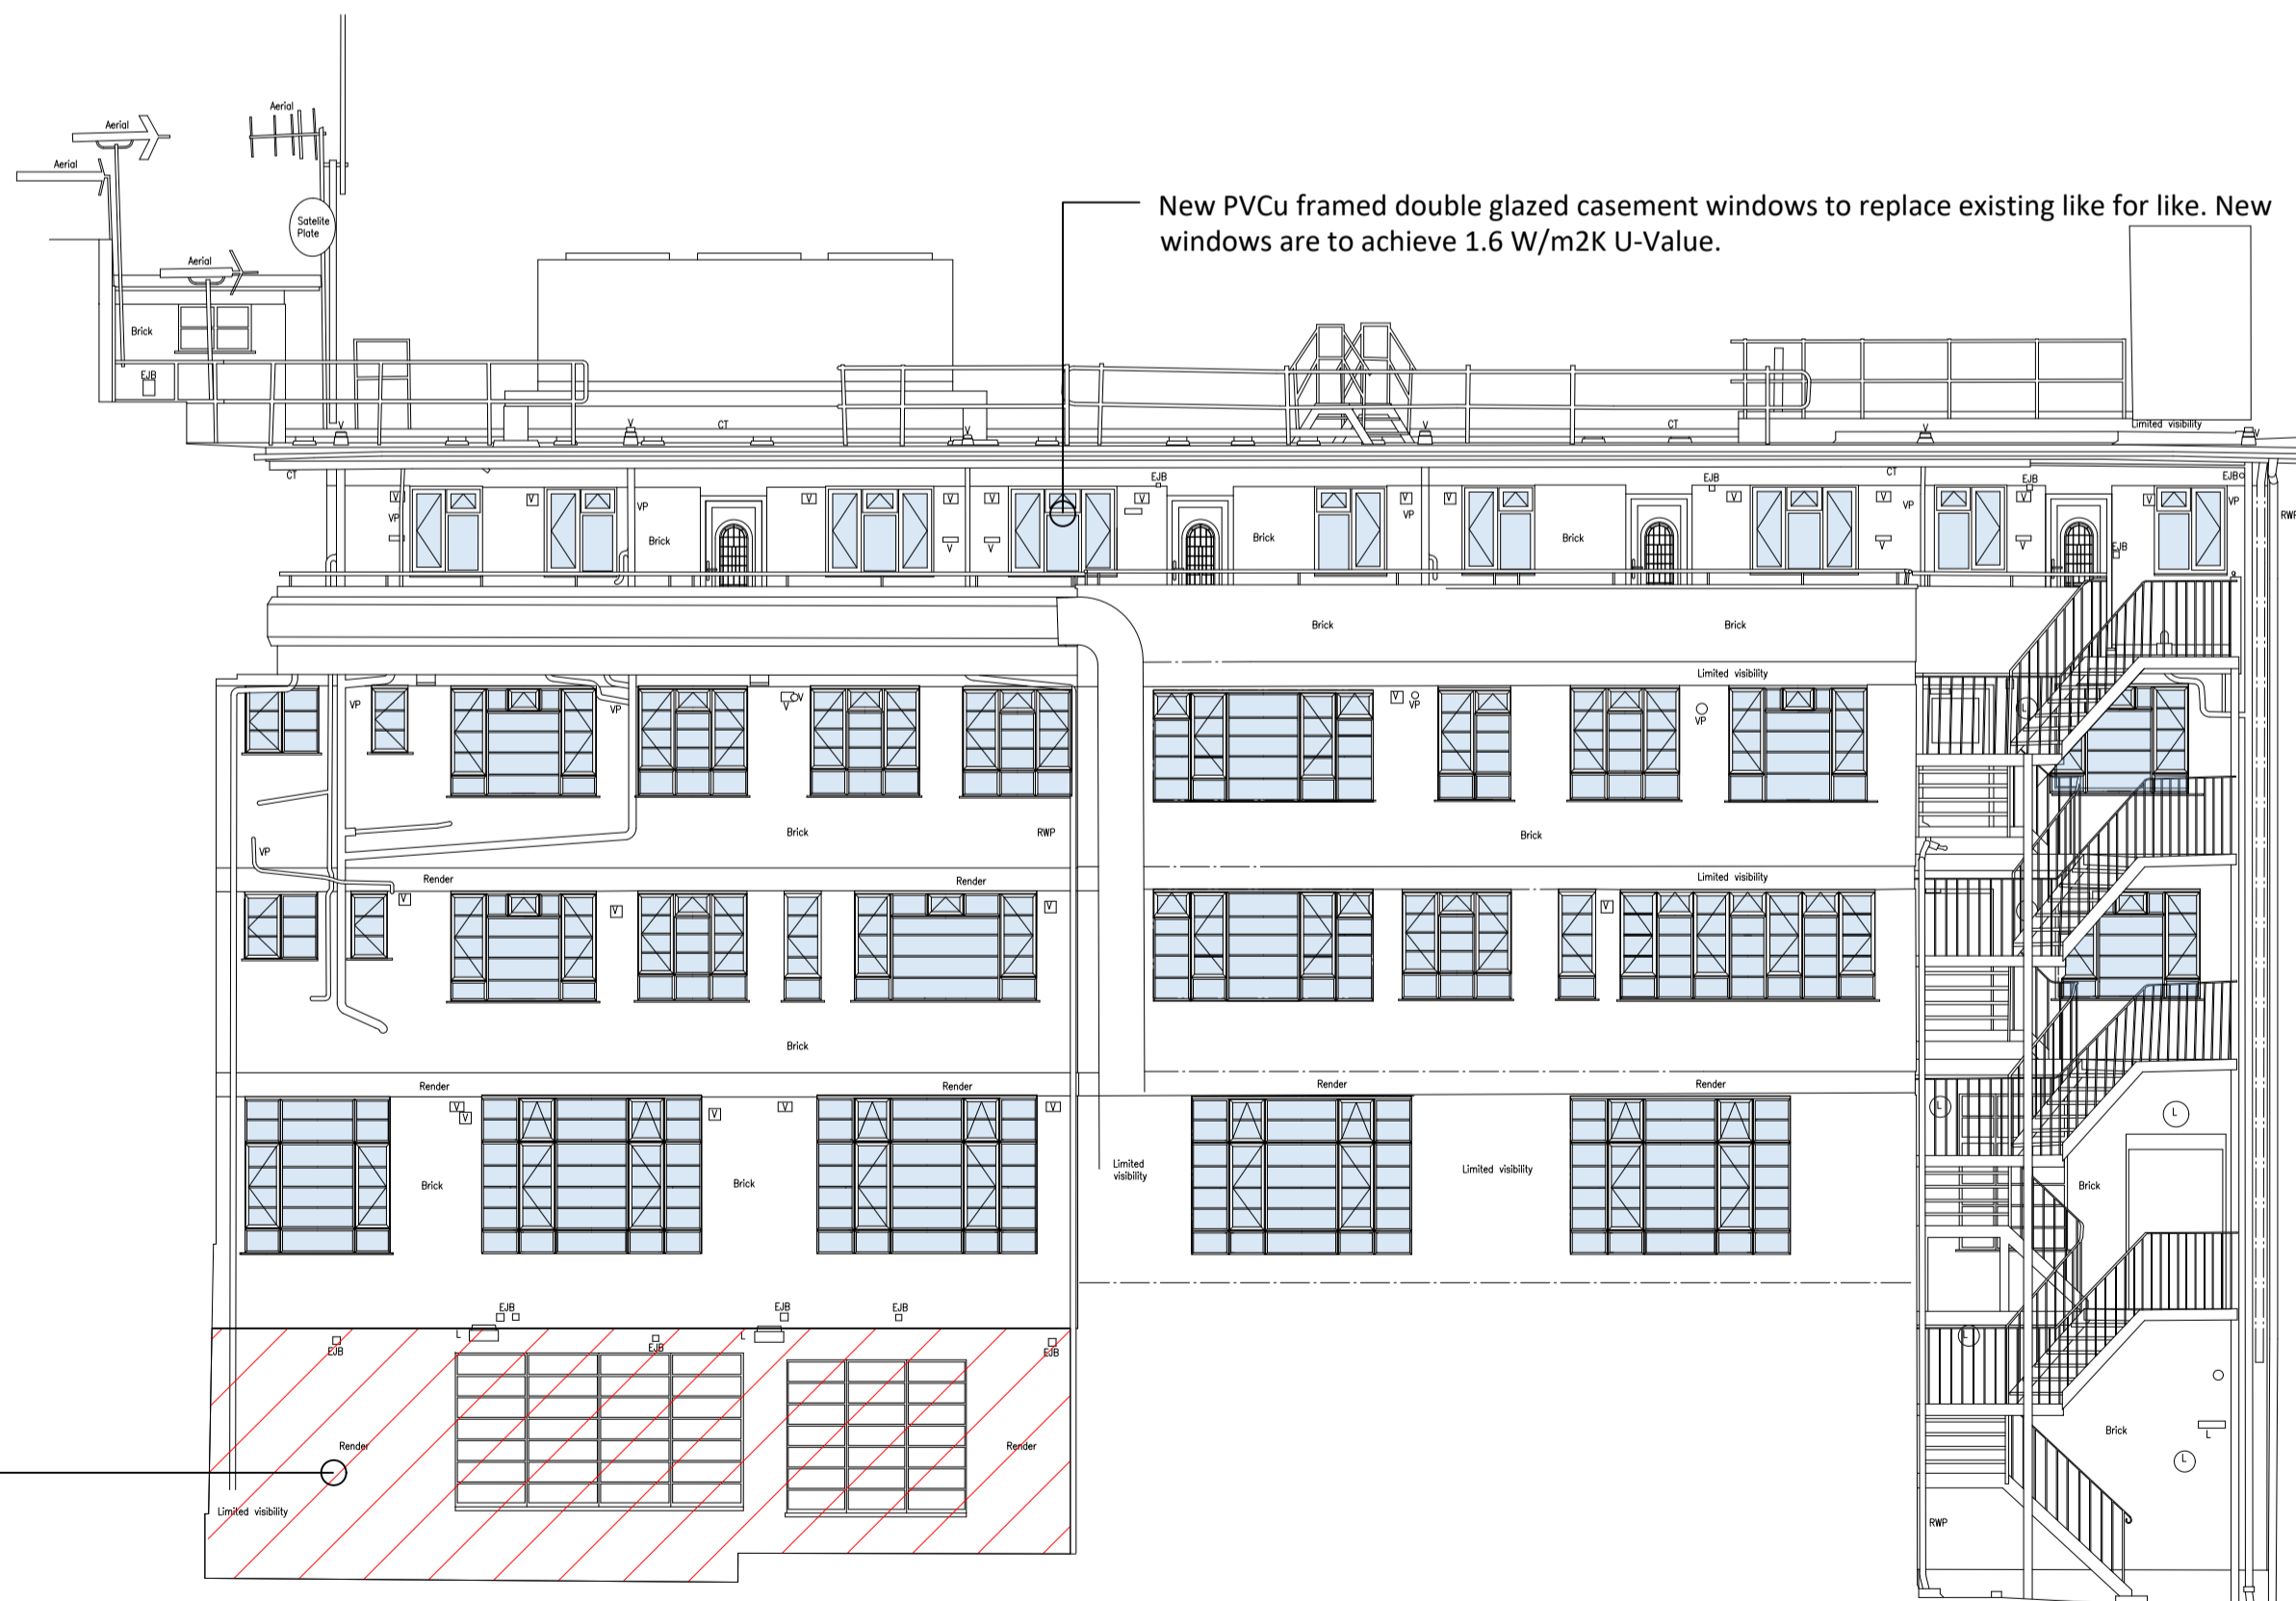 Aerial
Aerial
Aerial
Satelite
Plate
New PVCu framed double glazed casement windows to replace existing like for like. New
windows are to achieve 1.6 W/m2K U-Value.
Aerial
Brick
EJB
V
V
CT
V
V
CT
V
Limited visibility
V
CT
EJB
EJB
CT
EJB
EJB
V
V
V
V
V
V
V
V
V
V
V
V
VP
VP
VP
VP
VP
RWP
Brick
Brick
Brick
V
V
V
V
EJB
Brick
Brick
Limited visibility
VP
VP
V
V
V
VP
VP
L
Brick
RWP
Brick
VP
Render
Render
Limited visibility
V
V
V
V
Brick
Render
Render
Render
Render
V
V
V
V
V
L
L
Limited
visibility
Limited visibility
Brick
Brick
Brick
EJB
EJB
EJB
L
L
L
EJB
EJB
EJB
Render
Render
Brick
L
L
Limited visibility
RWP